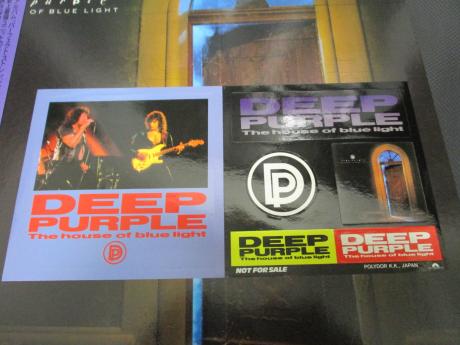 purple
OF BLUE LIGHT
DEEP
PURPLE
The house of blue light
DEEP
PURPLE
The house of blue light
DEEP
PURPLE
The house of blue light
DEEP
PURPLE
The house of blue light
NOT FOR SALE
POLYDOR K.K., JAPAN